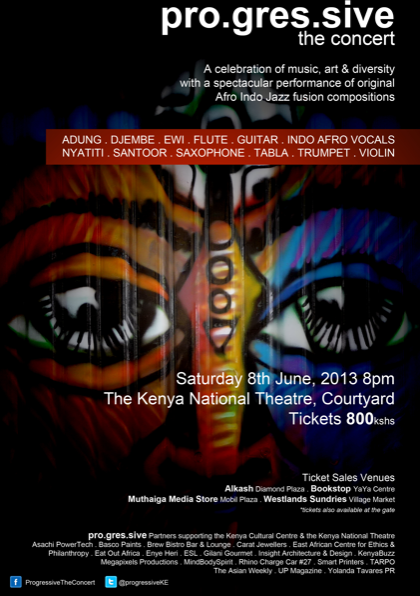 pro.gres.sive
the concert
A celebration of music, art & diversity
with a spectacular performance of original
Afro Indo Jazz fusion compositions
ADUNG . DJEMBE . EWI . FLUTE . GUITAR . INDO AFRO VOCALS
NYATITI . SANTOOR . SAXOPHONE . TABLA . TRUMPET . VIOLIN
Saturday 8th June, 2013 8pm
The Kenya National Theatre, Courtyard
Tickets 800kshs
Ticket Sales Venues
Alkash Diamond Plaza . Bookstop YaYa Centre
Muthaiga Media Store Mobil Plaza . Westlands Sundries Village Market
*tickets also available at the gate
pro.gres.sive Partners supporting the Kenya Cultural Centre & the Kenya National Theatre
Asachi PowerTech . Basco Paints . Brew Bistro Bar & Lounge . Carat Jewellers . East African Centre for Ethics &
Philanthropy . Eat Out Africa . Enye Heri . ESL . Gilani Gourmet . Insight Architecture & Design . KenyaBuzz
Megapixels Productions . MindBodySpirit . Rhino Charge Car #27 . Smart Printers . TARPO
The Asian Weekly . UP Magazine . Yolanda Tavares PR
f ProgressiveTheConcert @progressiveKE